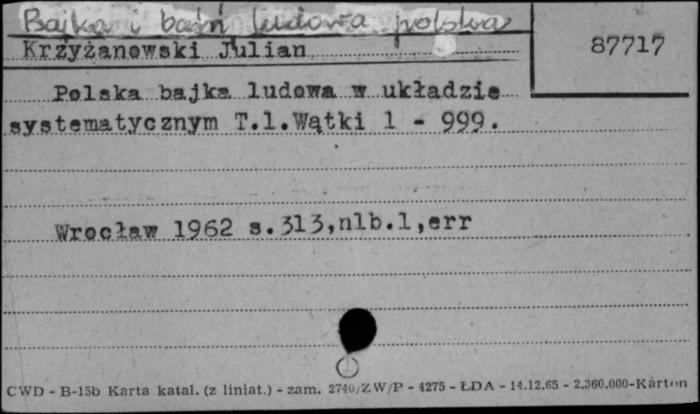 Bajka i baśń ludowa polska
Krzyżanowski Julian
87717
Polska bajka ludowa w układzie
systematycznym T.1.Wątki 1 - 999.
Wrocław 1962 s.313,nlb.1,err
CWD - B-15b Karta katal. (z liniat.) - zam. 2740/ZW/P - 4275 - ŁDA - 14.12.65 - 2.360.000-Karton